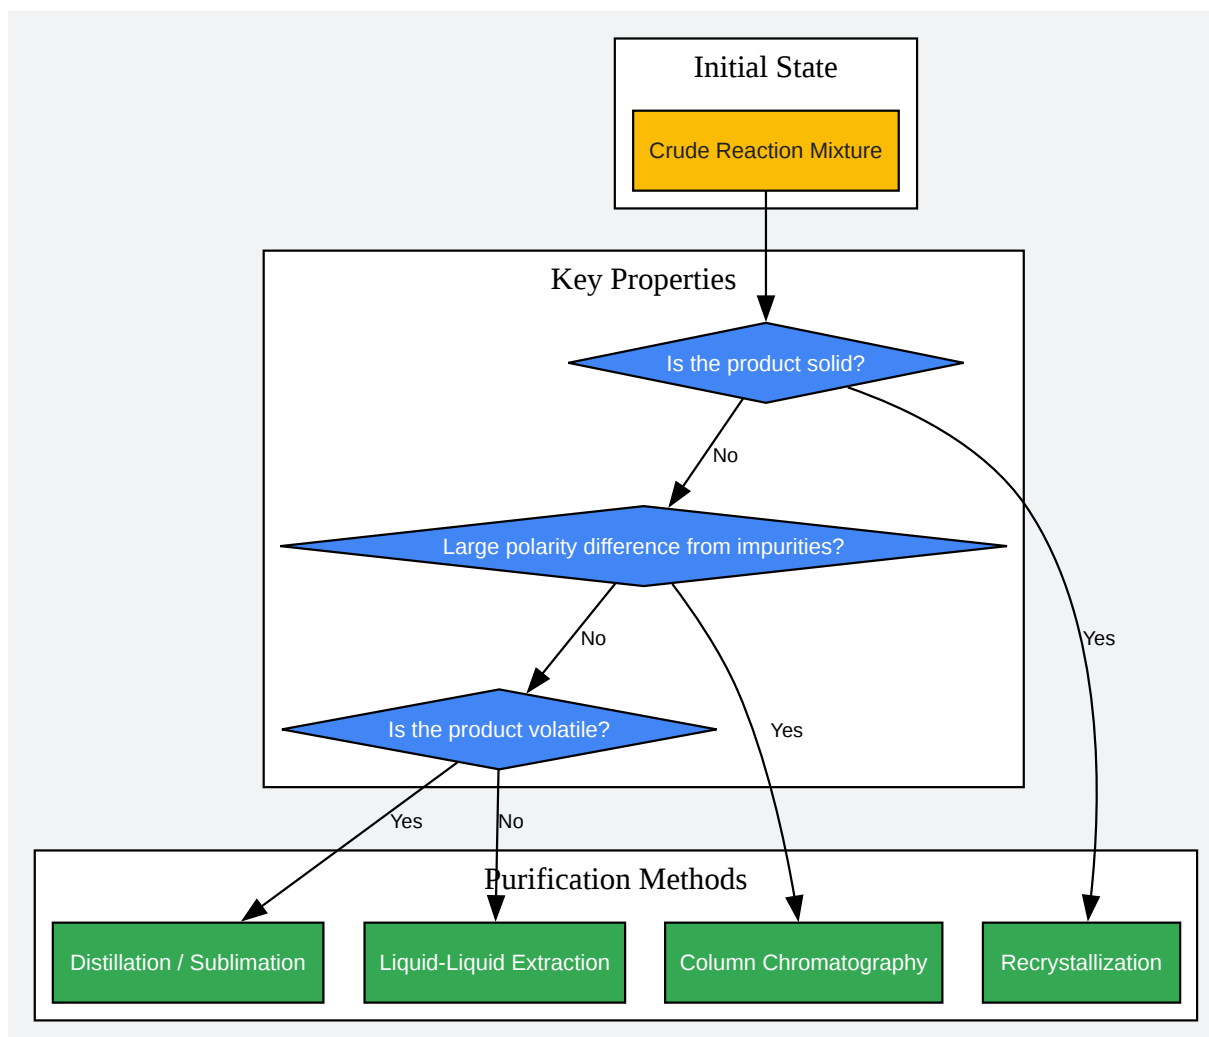 Initial State
Crude Reaction Mixture
Key Properties
Is the product solid?
No
Large polarity difference from impurities?
No
Yes
Is the product volatile?
Yes
Yes
No
Purification Methods
Distillation / Sublimation
Liquid-Liquid Extraction
Column Chromatography
Recrystallization